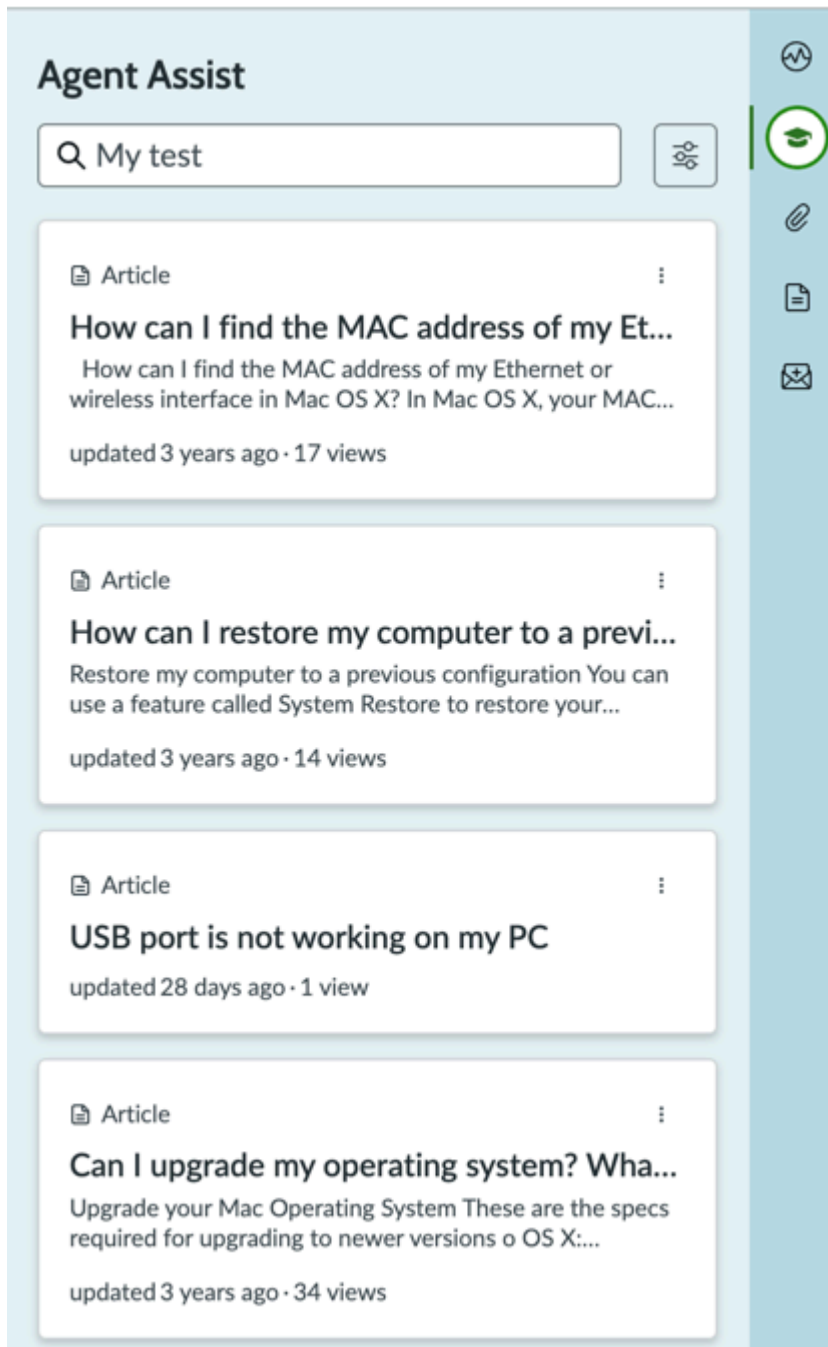 Agent Assist
My test
Article
How can I find the MAC address of my Et...
How can I find the MAC address of my Ethernet or
wireless interface in Mac OS X? In Mac OS X, your MAC...
updated 3 years ago · 17 views
Article
How can I restore my computer to a previ...
Restore my computer to a previous configuration You can
use a feature called System Restore to restore your...
updated 3 years ago · 14 views
Article
USB port is not working on my PC
updated 28 days ago · 1 view
Article
Can I upgrade my operating system? Wha...
Upgrade your Mac Operating System These are the specs
required for upgrading to newer versions o OS X:...
updated 3 years ago · 34 views